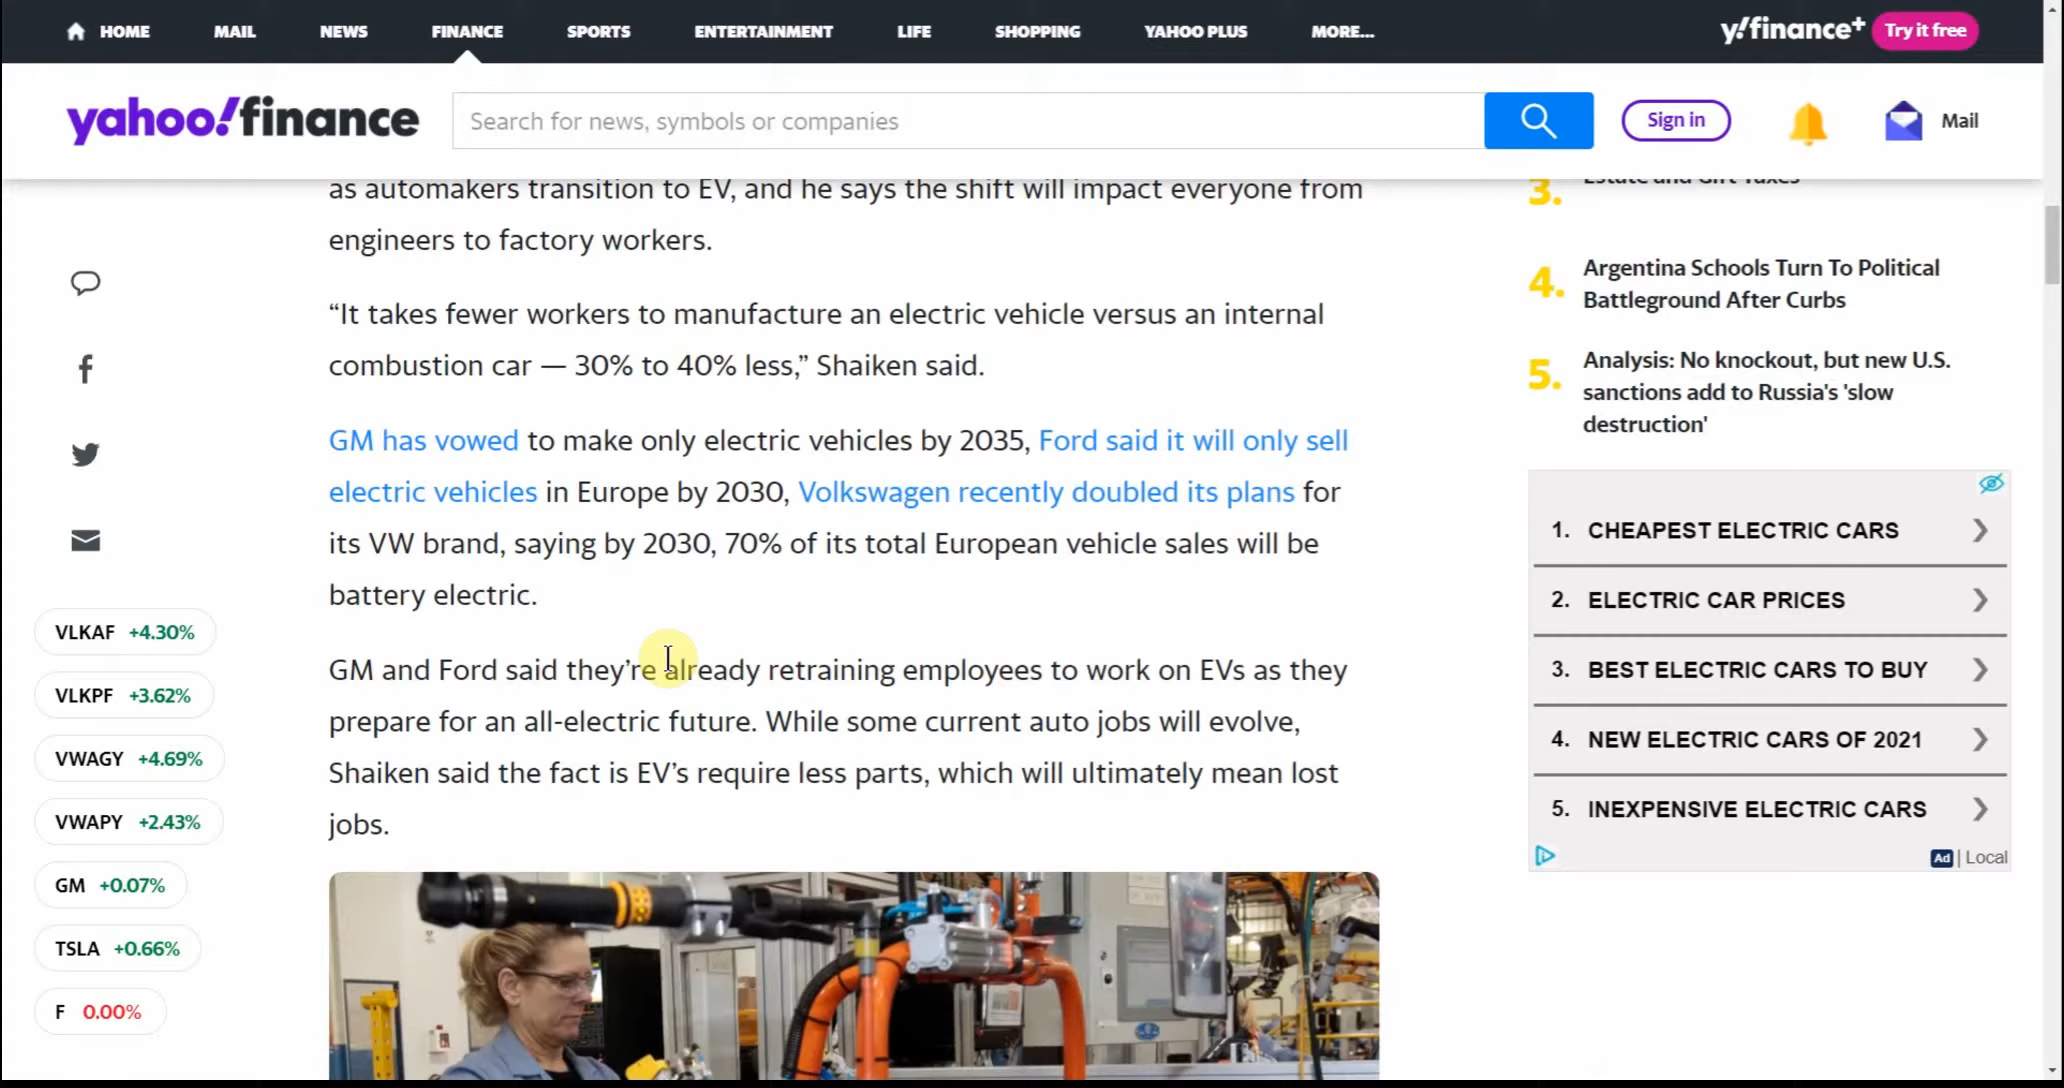 HOME MAIL NEWS FINANCE SPORTS ENTERTAINMENT LIFE SHOPPING YAHOO PLUS MORE...
y!finance+ Try it free
yahoo!finance
Search for news, symbols or companies
Sign in
Mail
as automakers transition to EV, and he says the shift will impact everyone from
engineers to factory workers.
“It takes fewer workers to manufacture an electric vehicle versus an internal
combustion car — 30% to 40% less,” Shaiken said.
GM has vowed to make only electric vehicles by 2035, Ford said it will only sell
electric vehicles in Europe by 2030, Volkswagen recently doubled its plans for
its VW brand, saying by 2030, 70% of its total European vehicle sales will be
battery electric.
GM and Ford said they’re already retraining employees to work on EVs as they
prepare for an all-electric future. While some current auto jobs will evolve,
Shaiken said the fact is EV’s require less parts, which will ultimately mean lost
jobs.
VLKAF +4.30%
VLKPF +3.62%
VWAGY +4.69%
VWAPY +2.43%
GM +0.07%
TSLA +0.66%
F 0.00%
3. Estate and Gift Taxes
4. Argentina Schools Turn To Political
Battleground After Curbs
5. Analysis: No knockout, but new U.S.
sanctions add to Russia's 'slow
destruction'
1. CHEAPEST ELECTRIC CARS
2. ELECTRIC CAR PRICES
3. BEST ELECTRIC CARS TO BUY
4. NEW ELECTRIC CARS OF 2021
5. INEXPENSIVE ELECTRIC CARS
Ad | Local